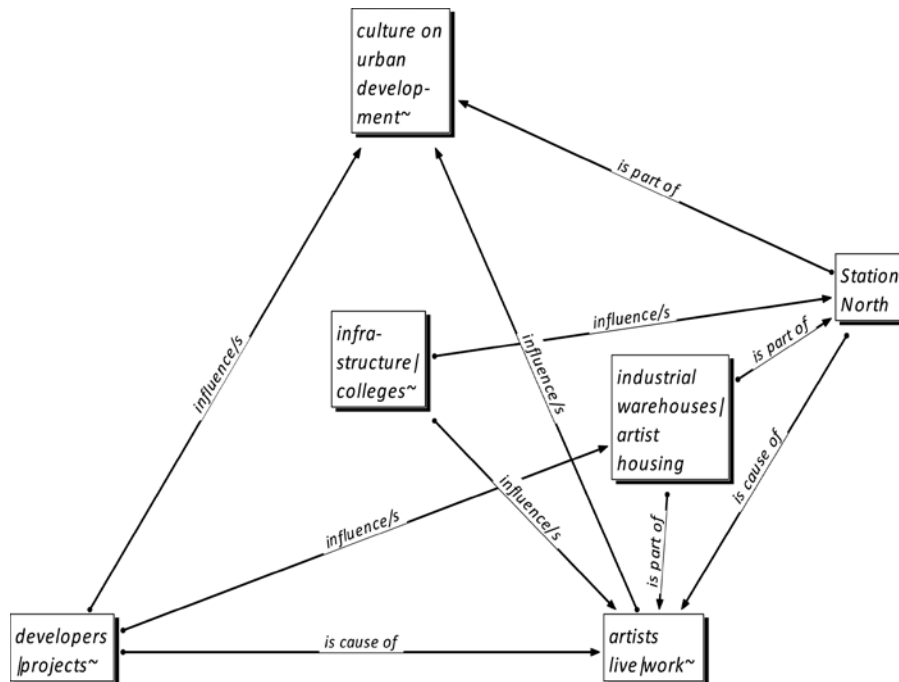 culture on
urban
develop-
ment~
is part of
Station
North
influence/s
infra-
structure|
colleges~
influence/s
influence/s
is part of
industrial
warehouses|
artist
housing
is cause of
influence/s
influence/s
is part of
developers
|projects~
is cause of
artists
live|work~